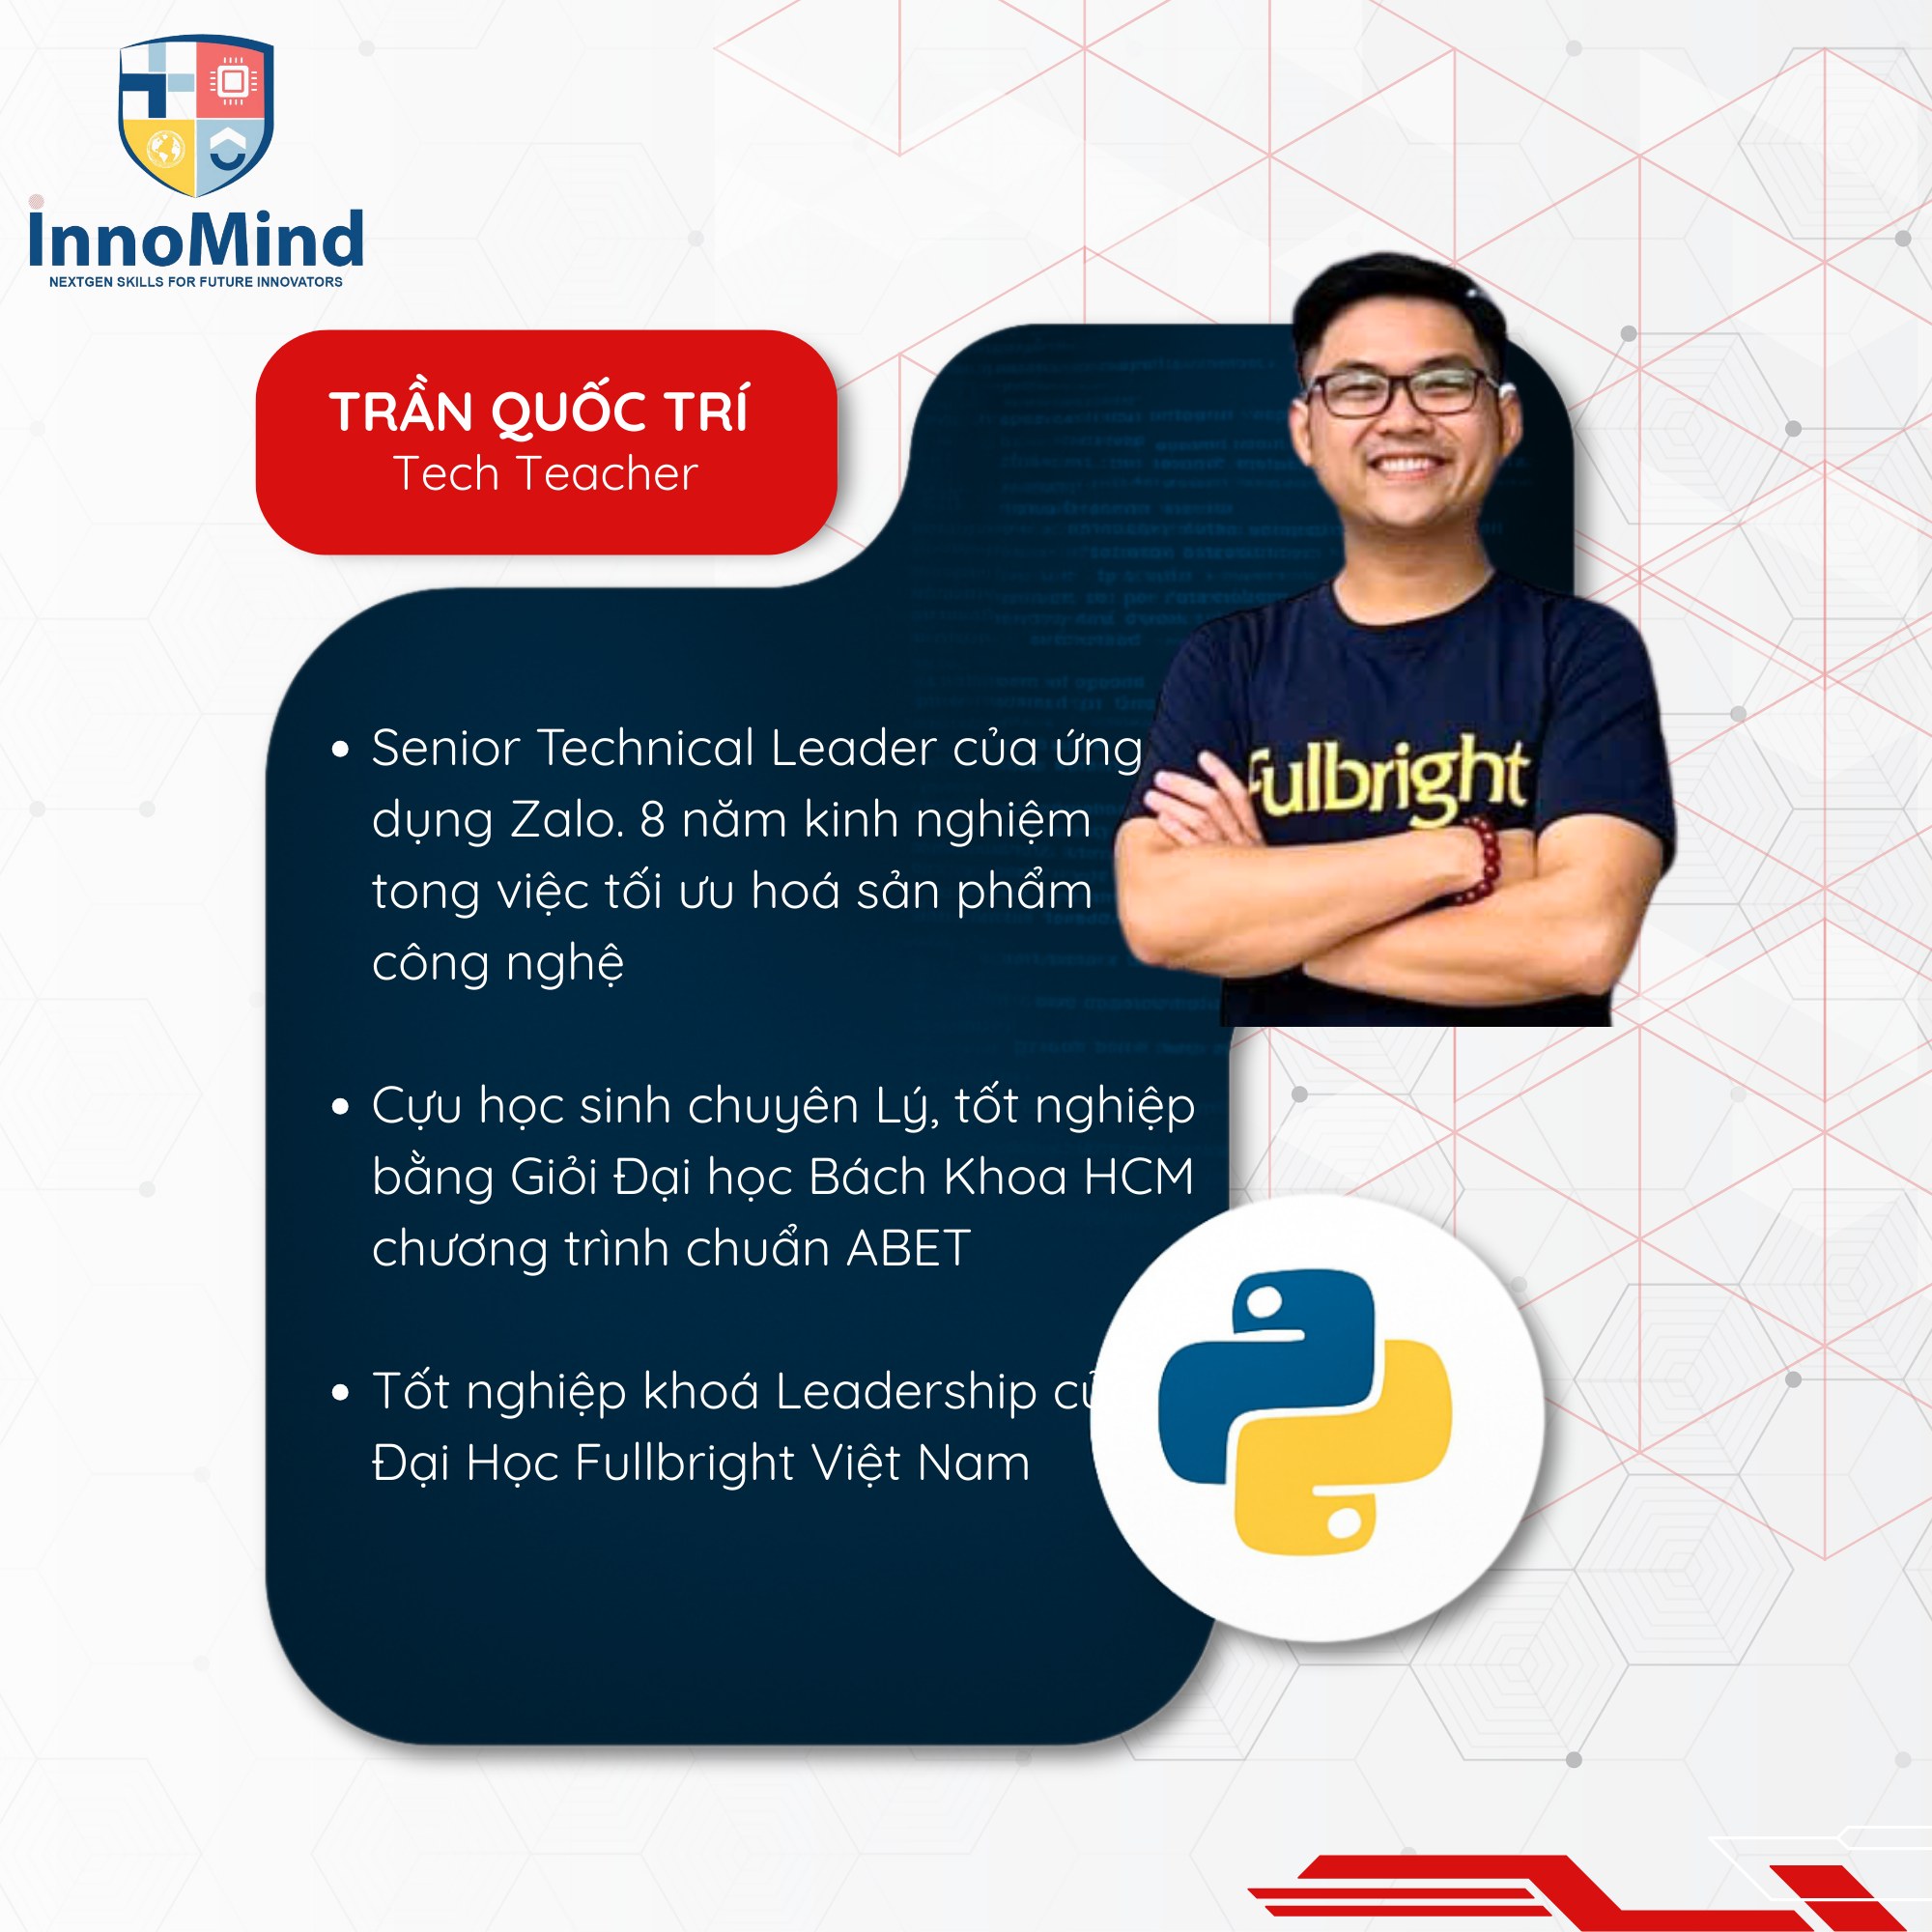 InnoMind
NEXTGEN SKILLS FOR FUTURE INNOVATORS
TRẦN QUỐC TRÍ
Tech Teacher
• Senior Technical Leader của ứng
dụng Zalo. 8 năm kinh nghiệm
tong việc tối ưu hoá sản phẩm
công nghệ
• Cựu học sinh chuyên Lý, tốt nghiệp
bằng Giỏi Đại học Bách Khoa HCM
chương trình chuẩn ABET
• Tốt nghiệp khoá Leadership củ
Đại Học Fullbright Việt Nam
Fulbright